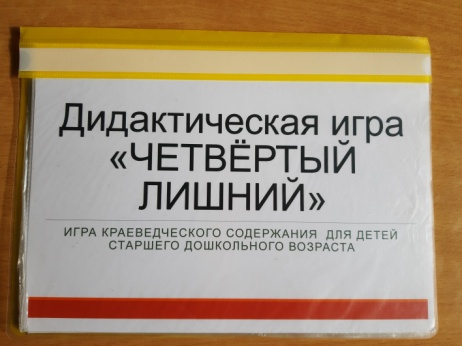 Дидактическая игра
«ЧЕТВЁРТЫЙ
ЛИШНИЙ»
ИГРА КРАЕВЕДЧЕСКОГО СОДЕРЖАНИЯ ДЛЯ ДЕТЕЙ
СТАРШЕГО ДОШКОЛЬНОГО ВОЗРАСТА